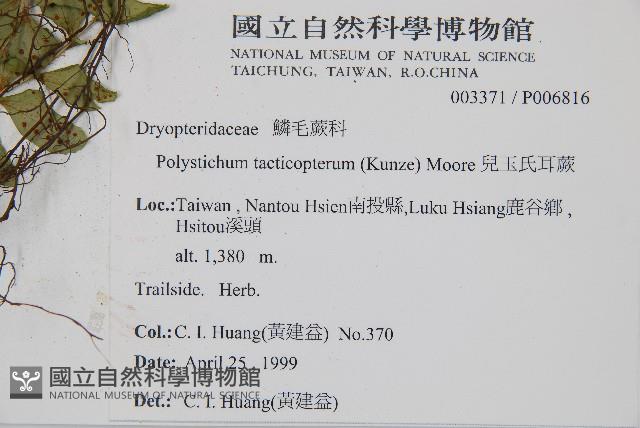 國立自然科學博物館
NATIONAL MUSEUM OF NATURAL SCIENCE
TAICHUNG, TAIWAN, R.O.CHINA
003371 / P006816
Dryopteridaceae 鱗毛蕨科
Polystichum tacticopterum (Kunze) Moore 兒玉氏耳蕨
Loc.:Taiwan , Nantou Hsien南投縣,Luku Hsiang鹿谷鄉 ,
Hsitou溪頭
alt. 1,380 m.
Trailside. Herb.
Col.: C. I. Huang(黃建益) No.370
Date: April 25 , 1999
國立自然科學博物館
NATIONAL MUSEUM OF NATURAL SCIENCE
Det.: C. I. Huang(黃建益)